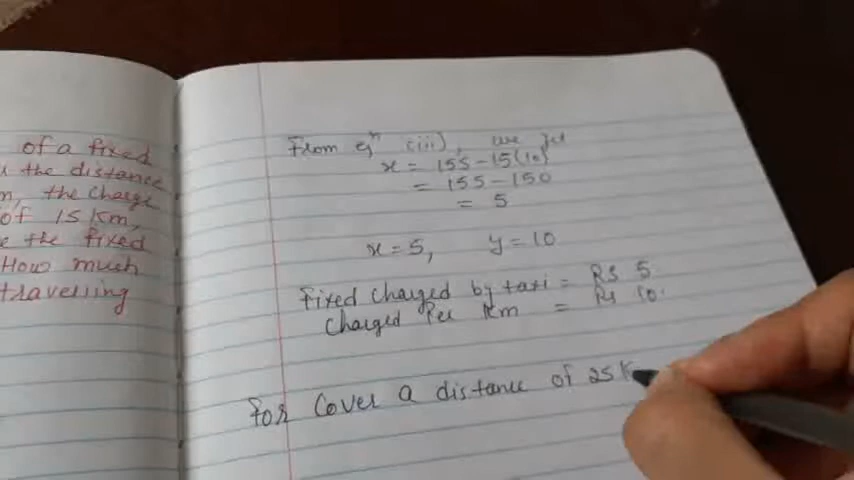 of a fixed
the distance
m, the charge
of 15 Km,
e the fixed
How much
travelling
From eqⁿ (iii), we get
x = 155 - 15(10)
= 155 - 150
= 5
x = 5, y = 10
Fixed Charged by taxi = Rs 5.
Charged Per Km = Rs 10.
For Cover a distance of 25 K